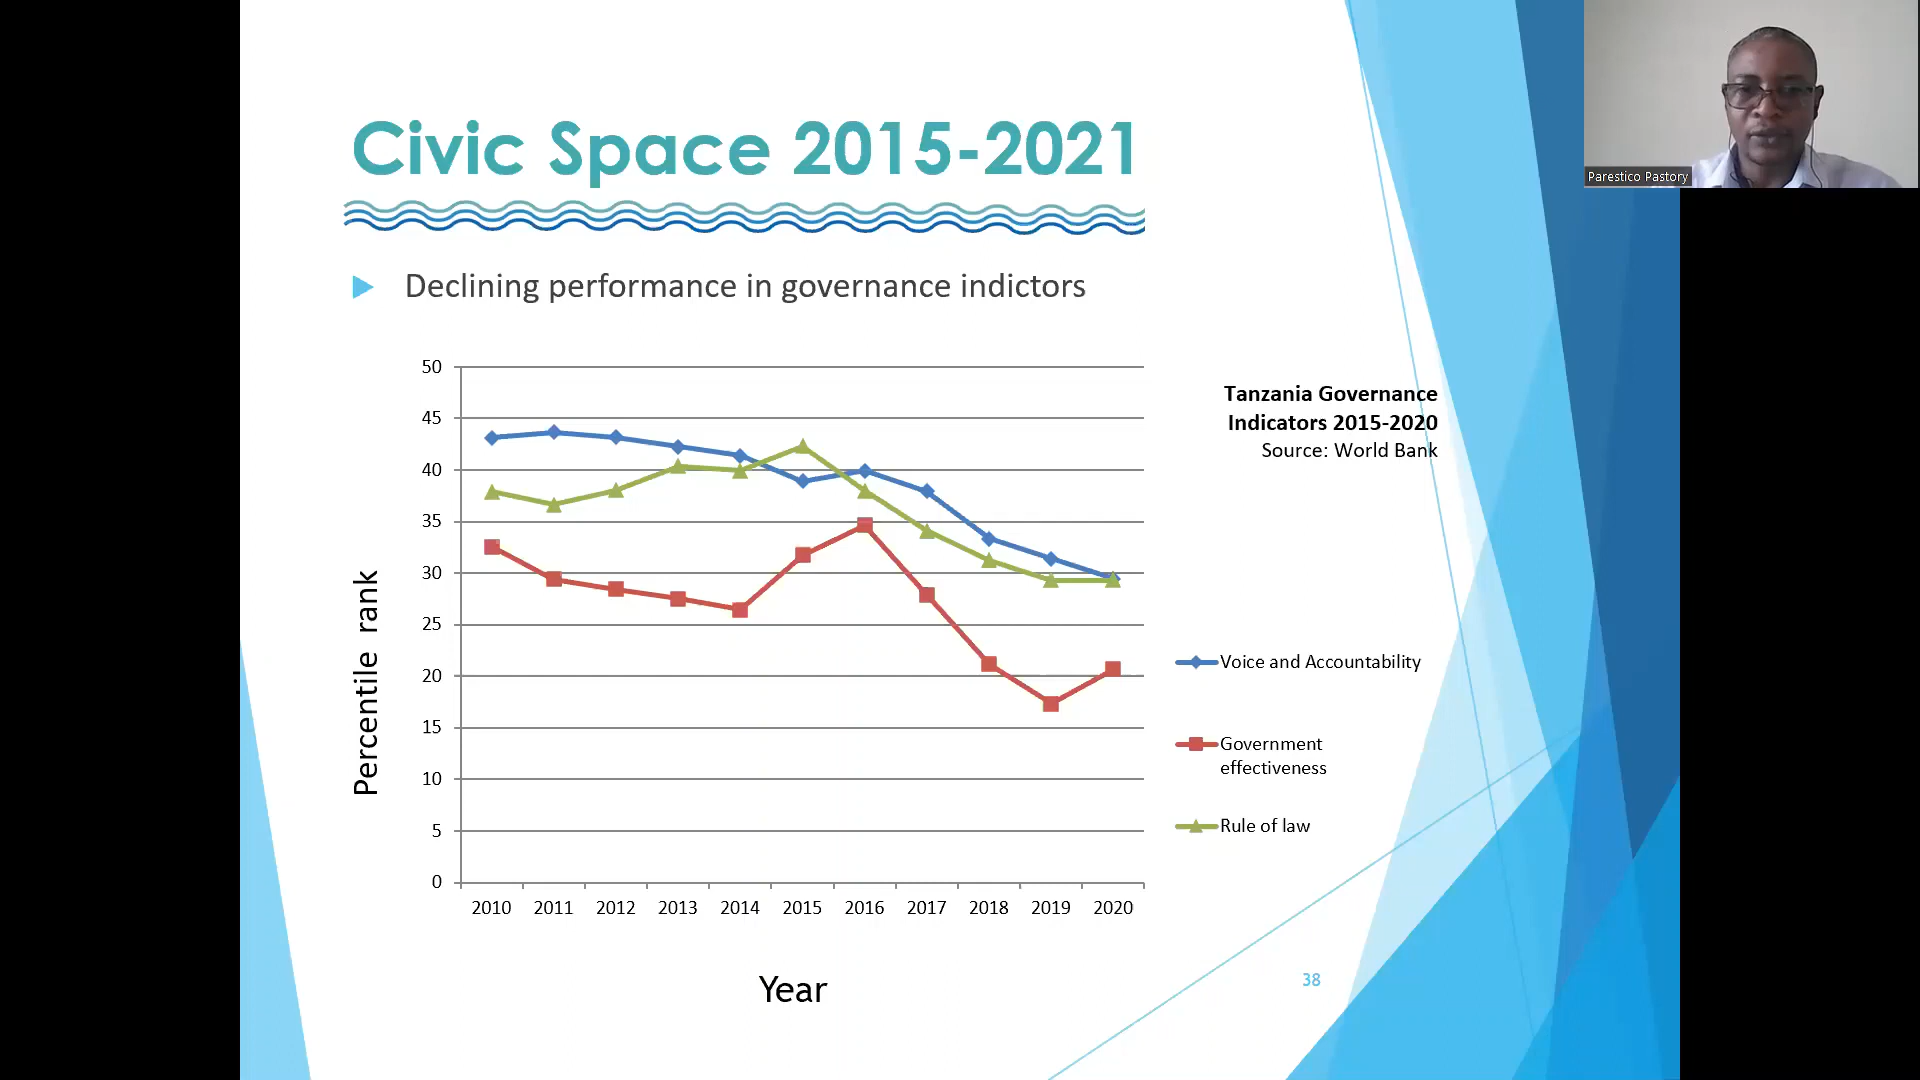 Civic Space 2015-2021
Parestico Pastory
Declining performance in governance indictors
Tanzania Governance
Indicators 2015-2020
Source: World Bank
50
45
40
35
30
25
20
15
10
5
0
Percentile rank
2010 2011 2012 2013 2014 2015 2016 2017 2018 2019 2020
Year
Voice and Accountability
Government
effectiveness
Rule of law
38